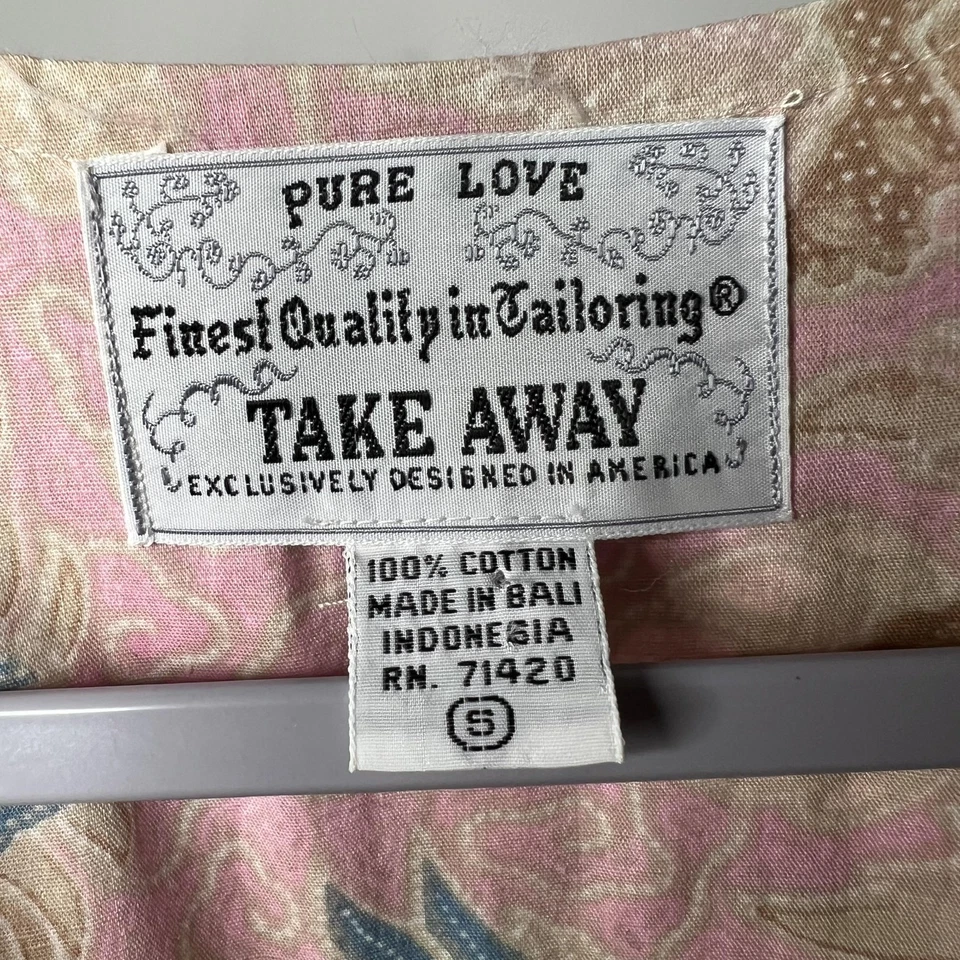 PURE LOVE
Finest Quality in Tailoring®
TAKE AWAY
EXCLUSIVELY DESIGNED IN AMERICA
100% COTTON
MADE IN BALI
INDONESIA
RN. 71420
S